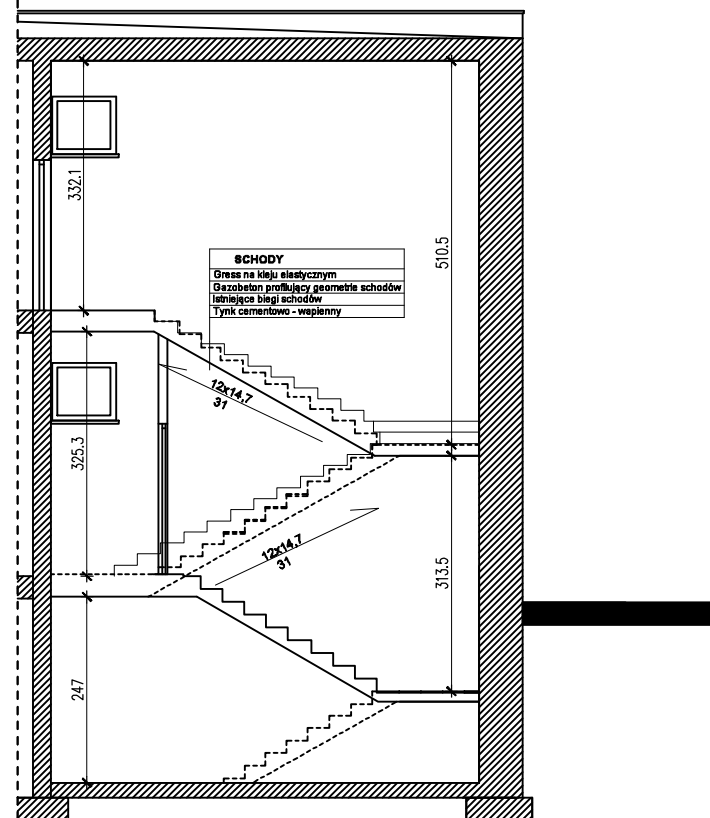 332.1
510.5
SCHODY
Gress na kleju elastycznym
Gazobeton profilujący geometrie schodów
Istniejące biegi schodów
Tynk cementowo - wapienny
12x14,7
31
325.3
12x14,7
31
313.5
247